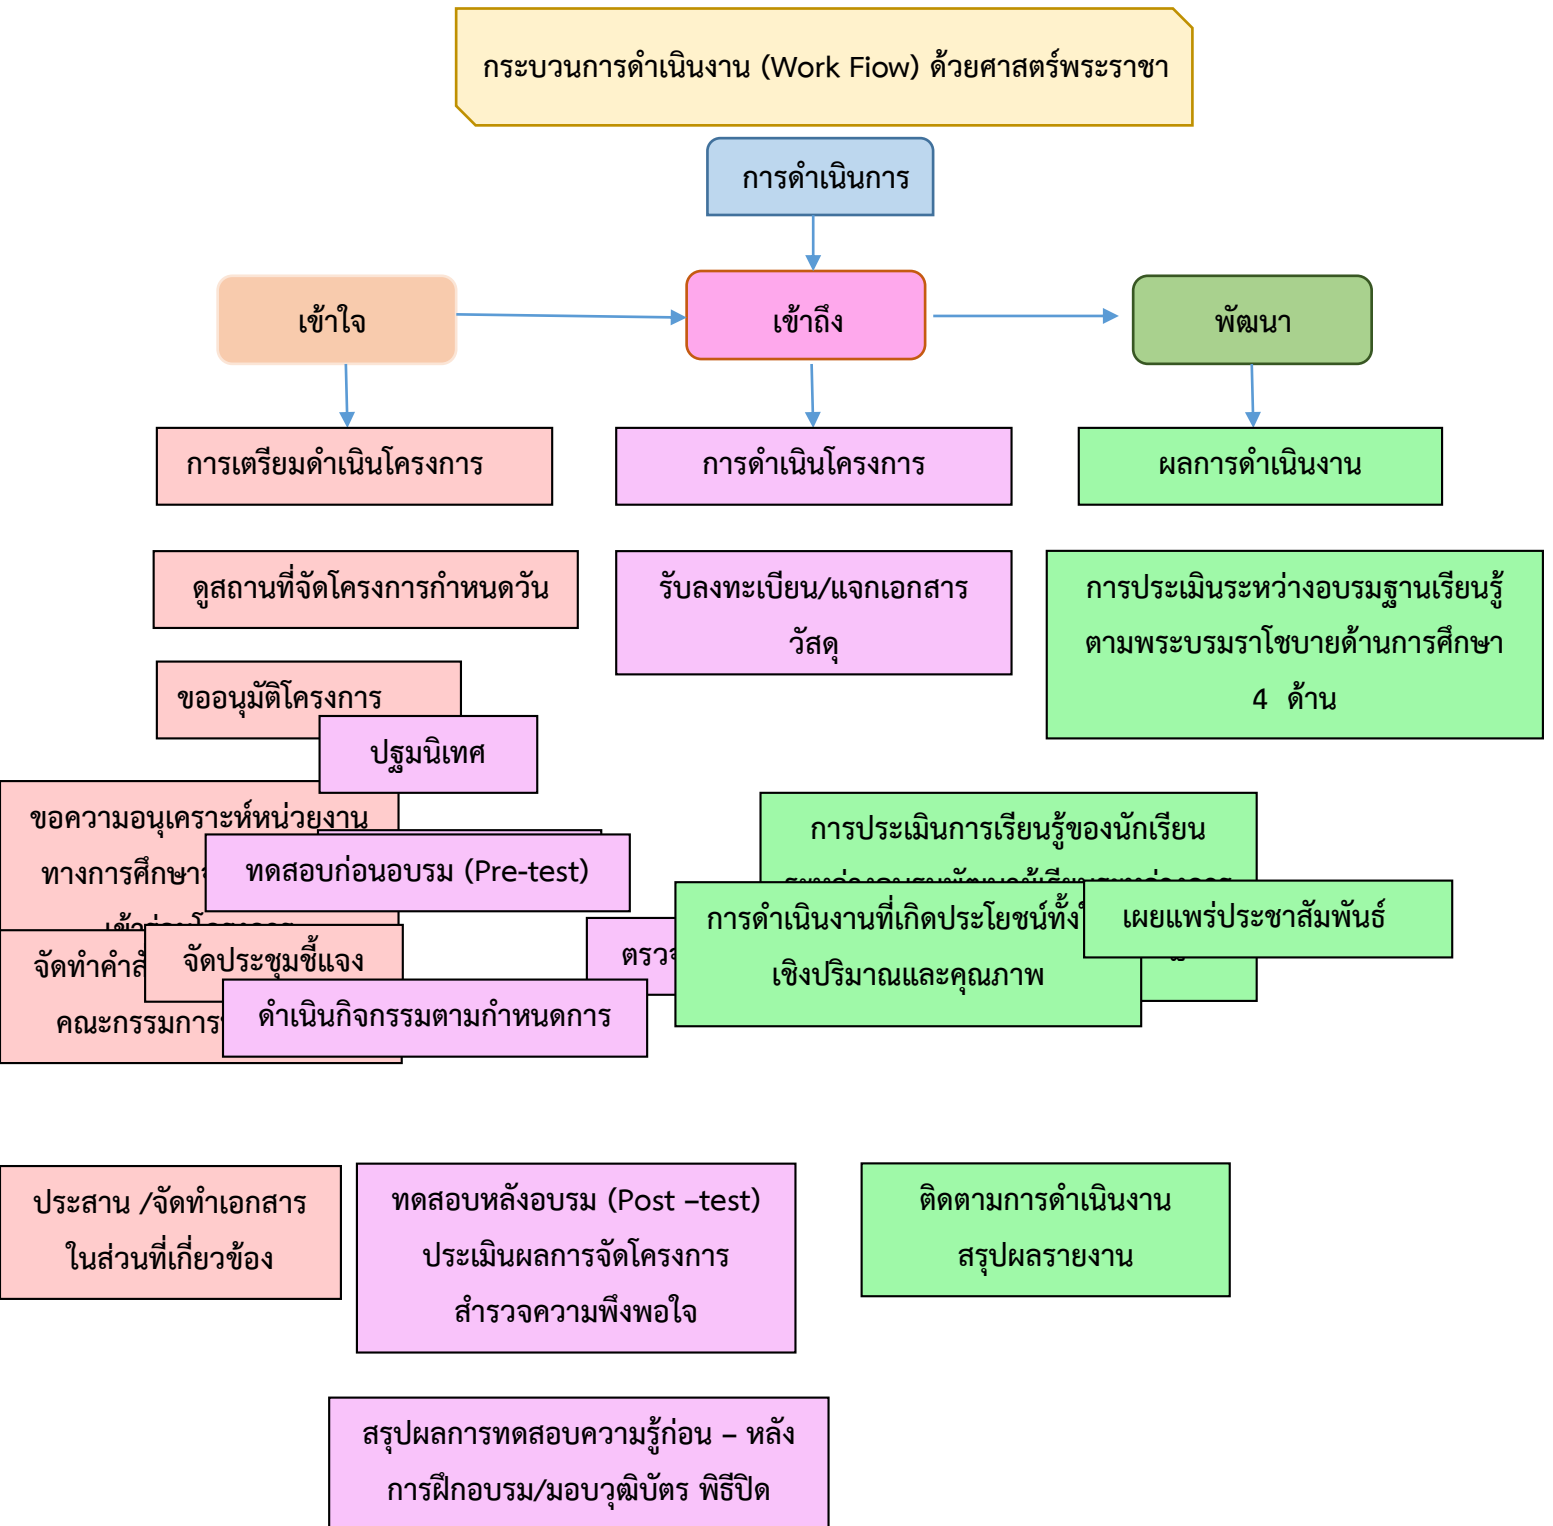 กระบวนการดำเนินงาน (Work Fiow) ด้วยศาสตร์พระราชา
การดำเนินการ
เข้าใจ
เข้าถึง
พัฒนา
การเตรียมดำเนินโครงการ
การดำเนินโครงการ
ผลการดำเนินงาน
ดูสถานที่จัดโครงการกำหนดวัน
รับลงทะเบียน/แจกเอกสาร
วัสดุ
การประเมินระหว่างอบรมฐานเรียนรู้
ตามพระบรมราโชบายด้านการศึกษา
4 ด้าน
ขออนุมัติโครงการ
ปฐมนิเทศ
ขอความอนุเคราะห์หน่วยงาน
ทางการศึกษา
ทดสอบก่อนอบรม (Pre-test)
การประเมินการเรียนรู้ของนักเรียน
การดำเนินงานที่เกิดประโยชน์ทั้ง
เชิงปริมาณและคุณภาพ
เผยแพร่ประชาสัมพันธ์
จัดทำ
คณะกรรมการ
จัดประชุมชี้แจง
ดำเนินกิจกรรมตามกำหนดการ
ประสาน /จัดทำเอกสาร
ในส่วนที่เกี่ยวข้อง
ทดสอบหลังอบรม (Post –test)
ประเมินผลการจัดโครงการ
สำรวจความพึงพอใจ
ติดตามการดำเนินงาน
สรุปผลรายงาน
สรุปผลการทดสอบความรู้ก่อน – หลัง
การฝึกอบรม/มอบวุฒิบัตร พิธีปิด